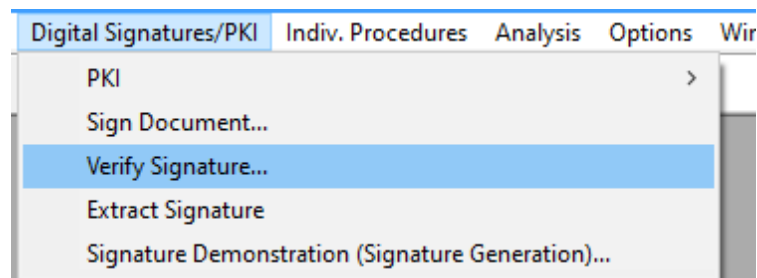 Digital Signatures/PKI Indiv. Procedures Analysis Options
PKI >
Sign Document...
Verify Signature...
Extract Signature
Signature Demonstration (Signature Generation)...